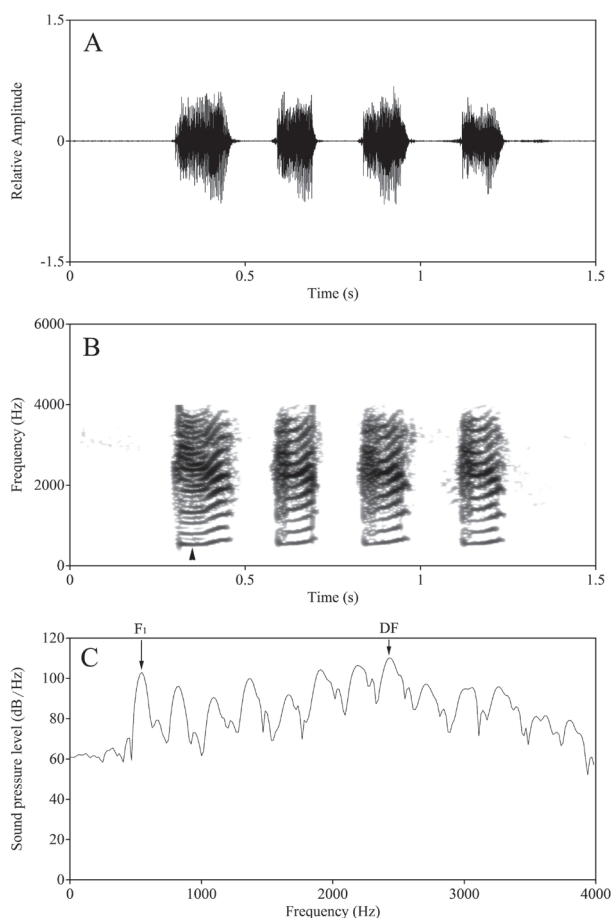 1.5
A
Relative Amplitude
0
-1.5
0
0.5
1
1.5
Time (s)
6000
B
Frequency (Hz)
4000
2000
0
0
0.5
1
1.5
Time (s)
F1
DF
120
C
Sound pressure level (dB/Hz)
100
80
60
40
20
0
0
1000
2000
3000
4000
Frequency (Hz)